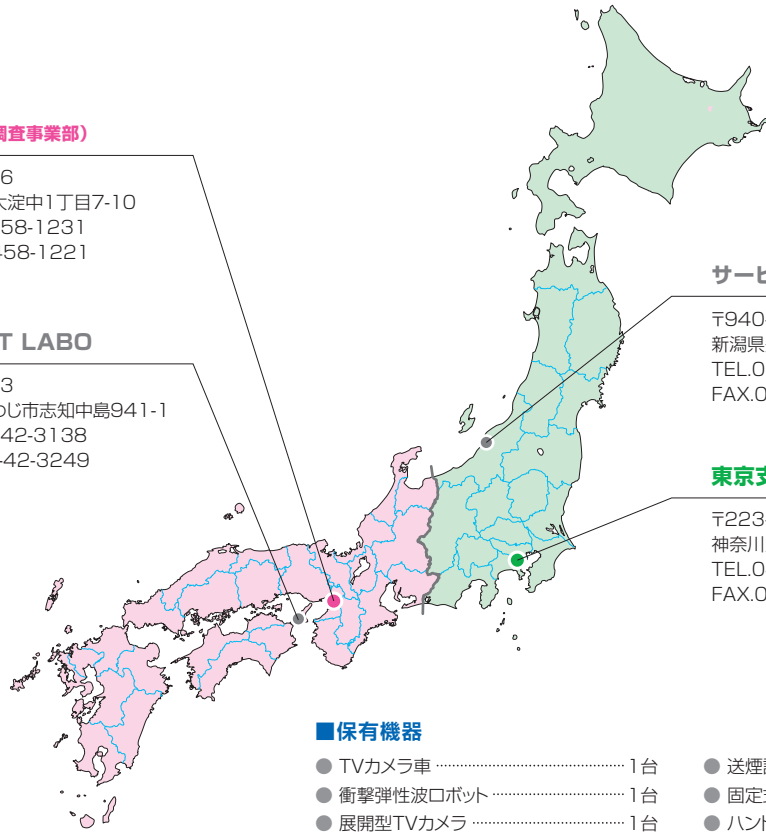 調査事業部)
6
大淀中1丁目7-10
58-1231
58-1221
T LABO
3
つじ市志知中島941-1
42-3138
-42-3249
サービ
〒940-
新潟県
TEL.0
FAX.0
東京支
〒223-
神奈川
TEL.0
FAX.0
■保有機器
● TVカメラ車 ………………………… 1台
● 衝撃弾性波ロボット ………………… 1台
● 展開型TVカメラ …………………… 1台
● 送煙
● 固定
● ハンド